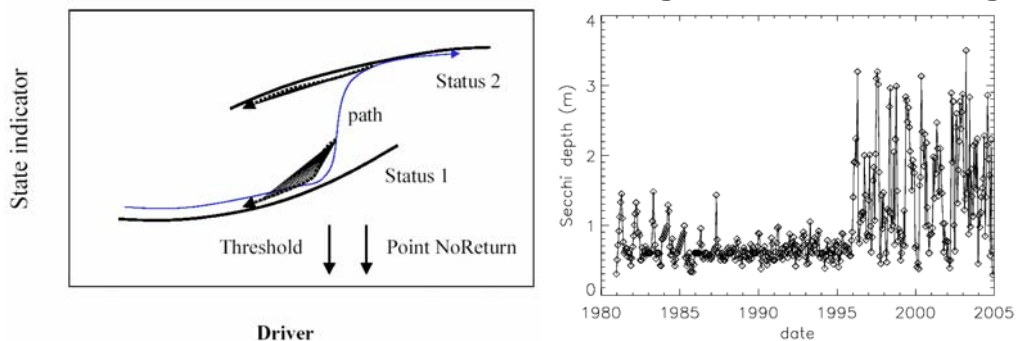 State indicator
Status 2
path
Status 1
Threshold
Point NoReturn
Driver
Secchi depth (m)
4
3
2
1
0
1980
1985
1990
1995
2000
2005
date